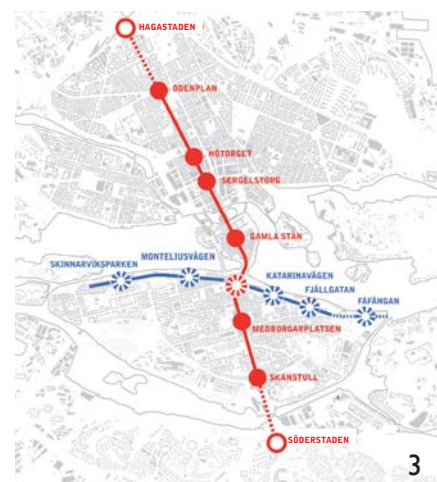 HAGASTADEN
ODENPLAN
HÖTORGET
SERGELSTORG
GAMLA STAN
MONTELIUSVÄGEN
SKINNARVIKSPARKEN
KATARINAVÄGEN
FJÄLLGATAN
FÅFÄNGAN
MEDBORGARPLATSEN
SKANSTULL
SÖDERSTADEN
3